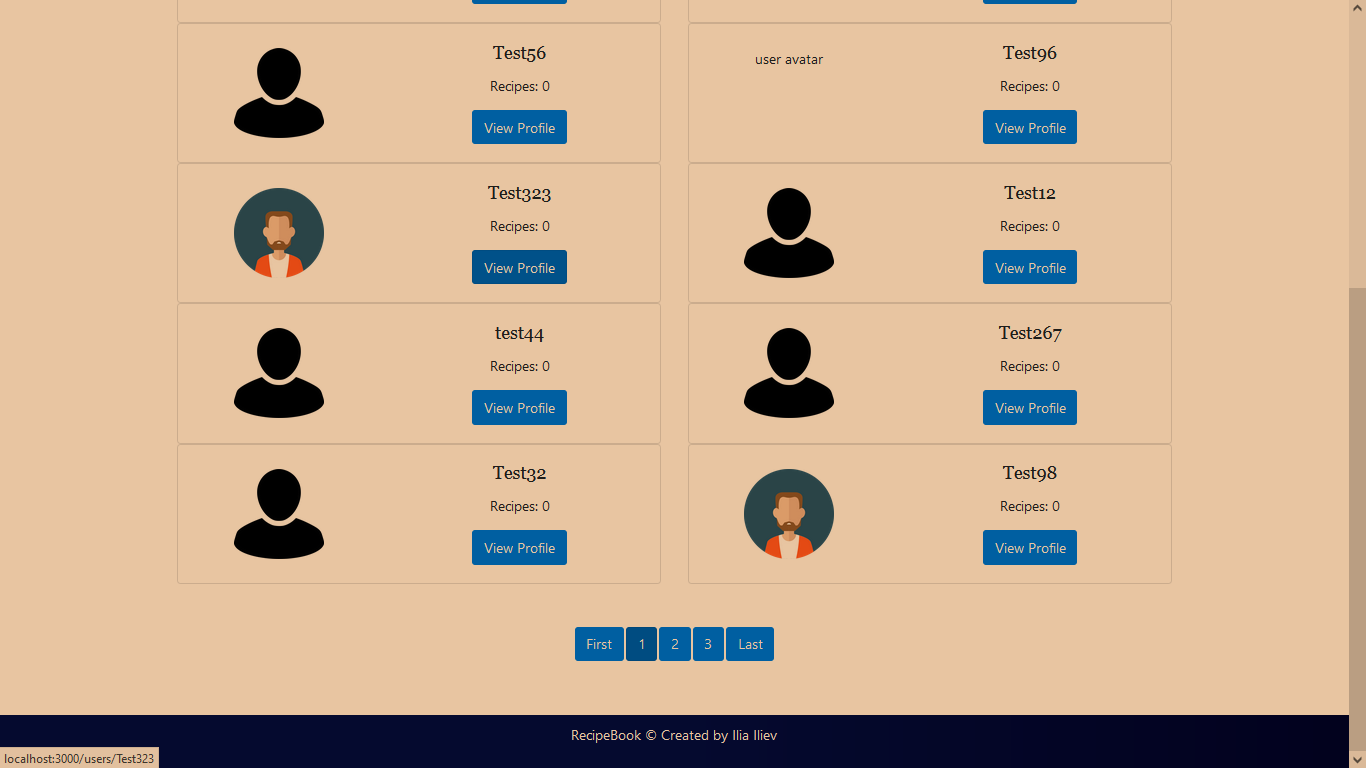 Test56
Recipes: 0
View Profile
user avatar
Test96
Recipes: 0
View Profile
Test323
Recipes: 0
View Profile
Test12
Recipes: 0
View Profile
test44
Recipes: 0
View Profile
Test267
Recipes: 0
View Profile
Test32
Recipes: 0
View Profile
Test98
Recipes: 0
View Profile
First 1 2 3 Last
RecipeBook © Created by Ilia Iliev
localhost:3000/users/Test323